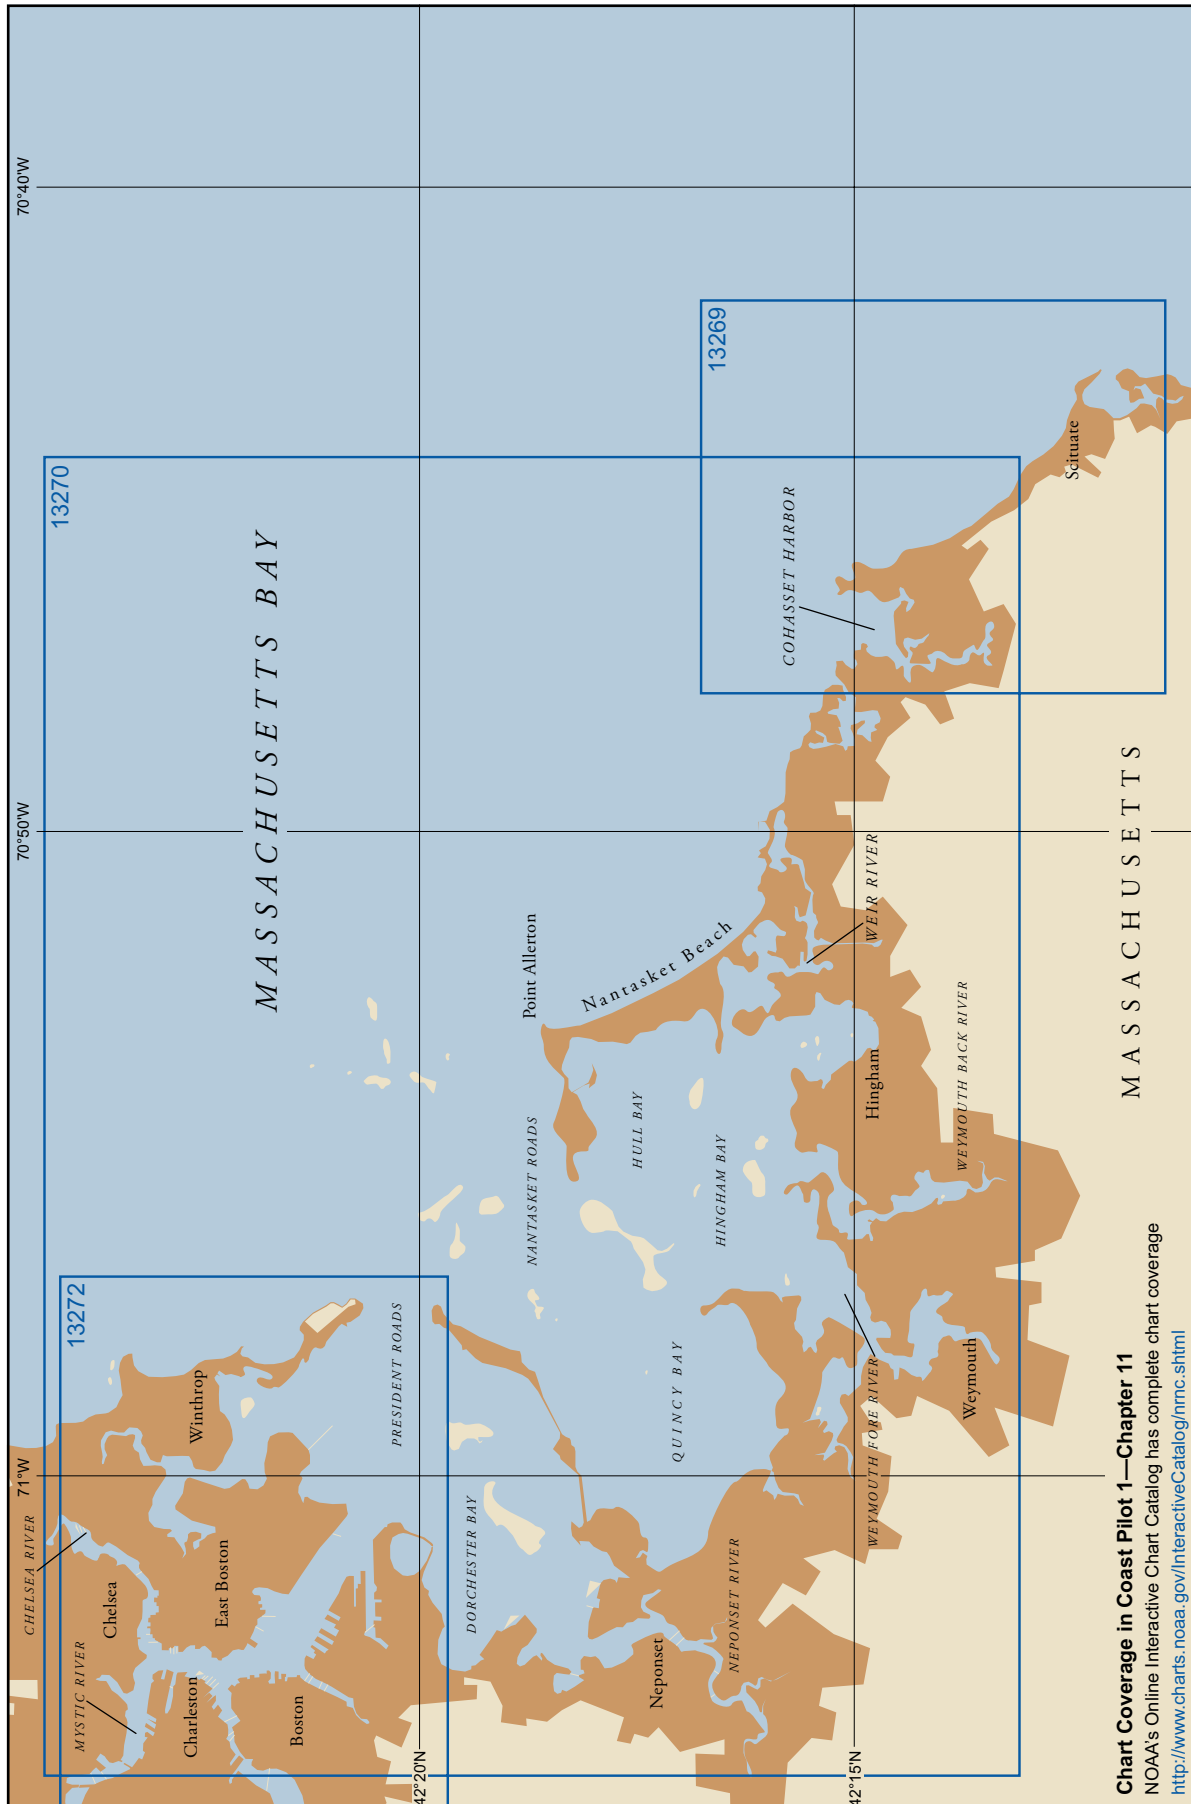 70°40'W
70°50'W
71°W
42°20'N
42°15'N
13270
13269
13272
MASSACHUSETTS BAY
COHASSET HARBOR
Scituate
Point Allerton
Nantasket Beach
WEIR RIVER
Hingham
WEYMOUTH BACK RIVER
MASSACHUSETTS
NANTASKET ROADS
HULL BAY
HINGHAM BAY
PRESIDENT ROADS
QUINCY BAY
WEYMOUTH FORE RIVER
Weymouth
Winthrop
CHELSEA RIVER
Chelsea
East Boston
MYSTIC RIVER
Charleston
Boston
DORCHESTER BAY
Neponset
NEPONSET RIVER
Chart Coverage in Coast Pilot 1—Chapter 11
NOAA's Online Interactive Chart Catalog has complete chart coverage
http://www.charts.noaa.gov/InteractiveCatalog/nrnc.shtml